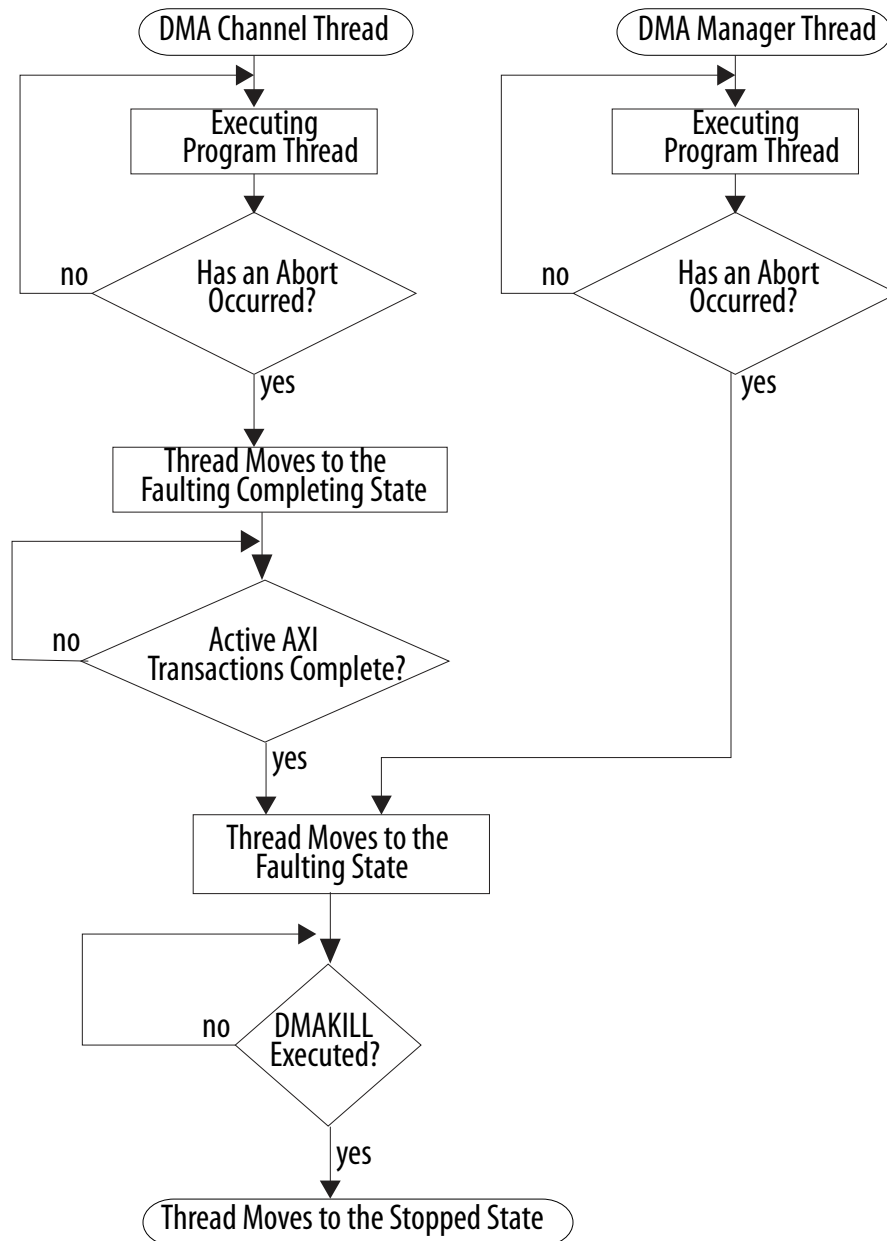 DMA Channel Thread
DMA Manager Thread
Executing
Program Thread
Executing
Program Thread
Has an Abort
Occurred?
no
yes
Has an Abort
Occurred?
no
yes
Thread Moves to the
Faulting Completing State
Active AXI
Transactions Complete?
no
yes
Thread Moves to the
Faulting State
DMAKILL
Executed?
no
yes
Thread Moves to the Stopped State